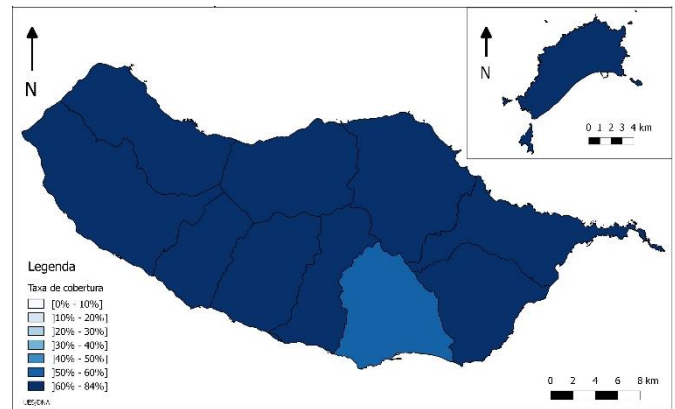 N
N
0 1 2 3 4 km
Legenda
Taxa de cobertura
[0% - 10%]
]10% - 20%]
]20% - 30%]
]30% - 40%]
]40% - 50%]
]50% - 60%]
]60% - 84%]
0 2 4 6 8 km